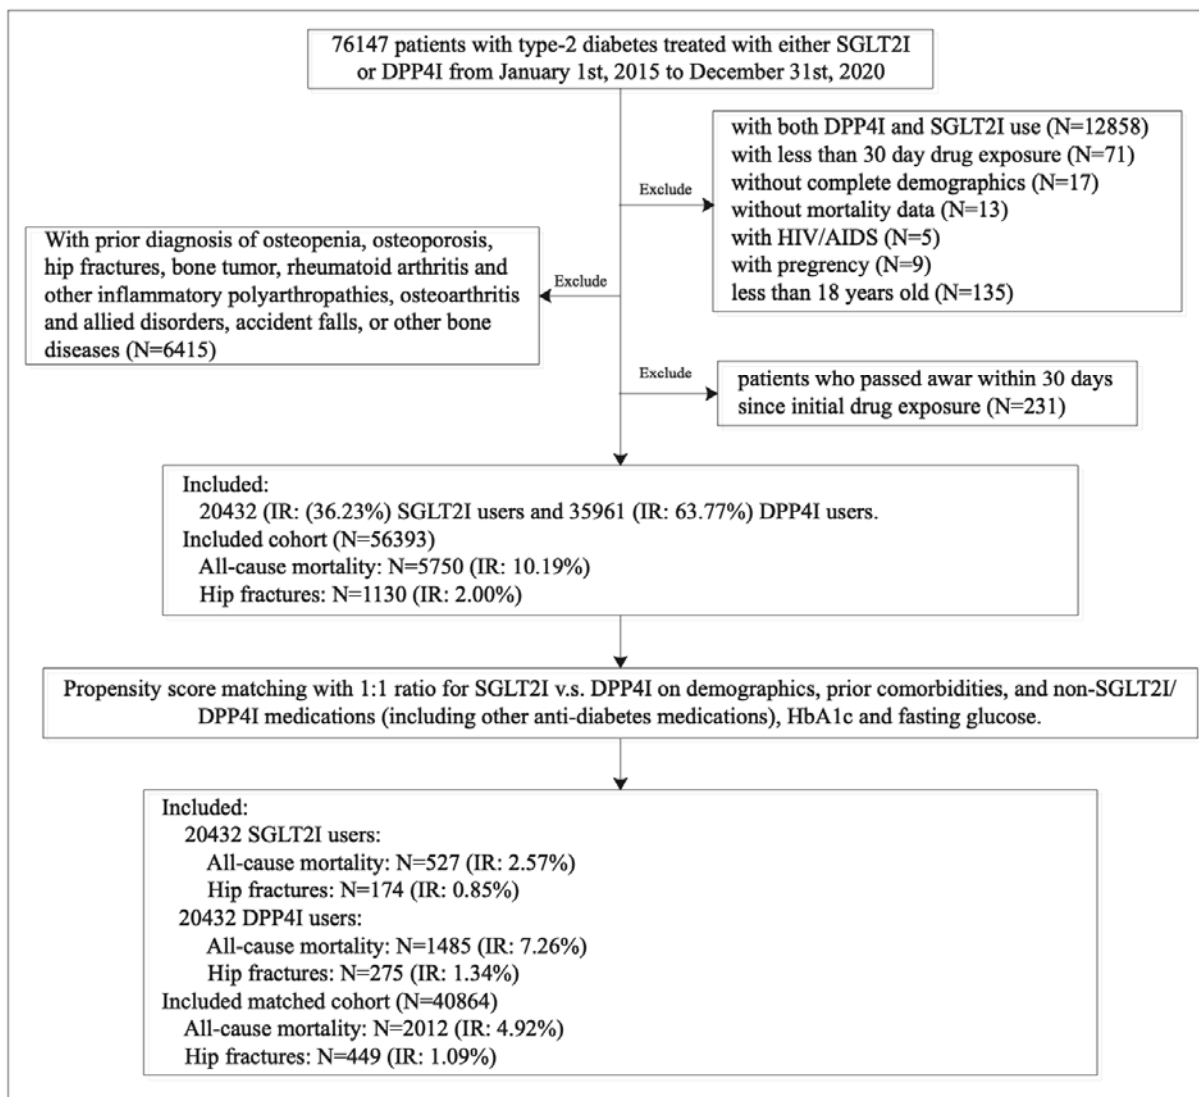 76147 patients with type-2 diabetes treated with either SGLT2I
or DPP4I from January 1st, 2015 to December 31st, 2020
with both DPP4I and SGLT2I use (N=12858)
with less than 30 day drug exposure (N=71)
without complete demographics (N=17)
without mortality data (N=13)
with HIV/AIDS (N=5)
with pregrency (N=9)
less than 18 years old (N=135)
Exclude
With prior diagnosis of osteopenia, osteoporosis,
hip fractures, bone tumor, rheumatoid arthritis and
other inflammatory polyarthropathies, osteoarthritis
and allied disorders, accident falls, or other bone
diseases (N=6415)
Exclude
Exclude
patients who passed awar within 30 days
since initial drug exposure (N=231)
Included:
20432 (IR: (36.23%) SGLT2I users and 35961 (IR: 63.77%) DPP4I users.
Included cohort (N=56393)
All-cause mortality: N=5750 (IR: 10.19%)
Hip fractures: N=1130 (IR: 2.00%)
Propensity score matching with 1:1 ratio for SGLT2I v.s. DPP4I on demographics, prior comorbidities, and non-SGLT2I/
DPP4I medications (including other anti-diabetes medications), HbA1c and fasting glucose.
Included:
20432 SGLT2I users:
All-cause mortality: N=527 (IR: 2.57%)
Hip fractures: N=174 (IR: 0.85%)
20432 DPP4I users:
All-cause mortality: N=1485 (IR: 7.26%)
Hip fractures: N=275 (IR: 1.34%)
Included matched cohort (N=40864)
All-cause mortality: N=2012 (IR: 4.92%)
Hip fractures: N=449 (IR: 1.09%)